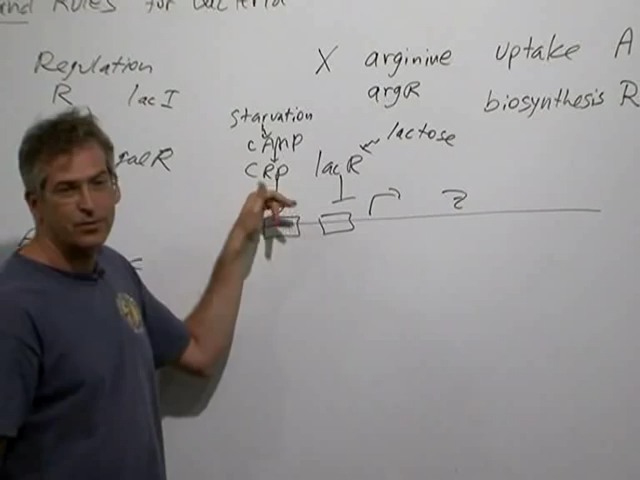 and Rules for bacteria
Regulation
R lacI
galR
starvation
cAMP
CRP
lacR
lactose
X arginine uptake A
argR biosynthesis R
Z